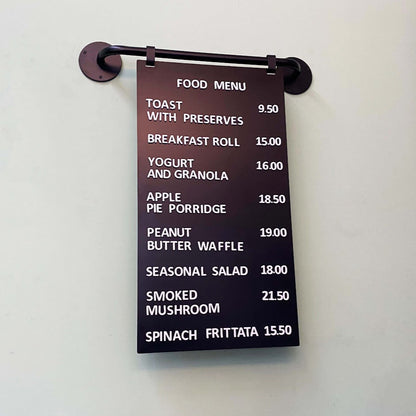 FOOD MENU
TOAST
WITH PRESERVES 9.50
BREAKFAST ROLL 15.00
YOGURT
AND GRANOLA 16.00
APPLE
PIE PORRIDGE 18.50
PEANUT
BUTTER WAFFLE 19.00
SEASONAL SALAD 18.00
SMOKED
MUSHROOM 21.50
SPINACH FRITTATA 15.50